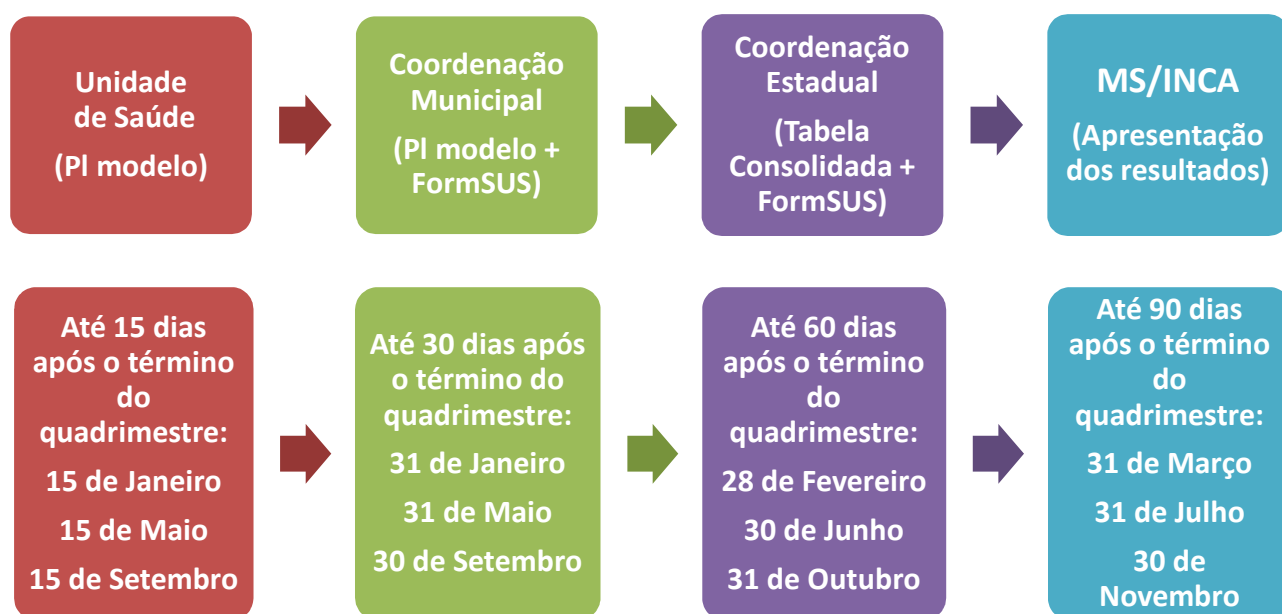 Unidade
de Saúde
(Pl modelo)
Coordenação
Municipal
(Pl modelo +
FormSUS)
Coordenação
Estadual
(Tabela
Consolidada +
FormSUS)
MS/INCA
(Apresentação
dos resultados)
Até 15 dias
após o término
do
quadrimestre:
15 de Janeiro
15 de Maio
15 de Setembro
Até 30 dias após
o término do
quadrimestre:
31 de Janeiro
31 de Maio
30 de Setembro
Até 60 dias
após o término
do
quadrimestre:
28 de Fevereiro
30 de Junho
31 de Outubro
Até 90 dias
após o término
do
quadrimestre:
31 de Março
31 de Julho
30 de
Novembro